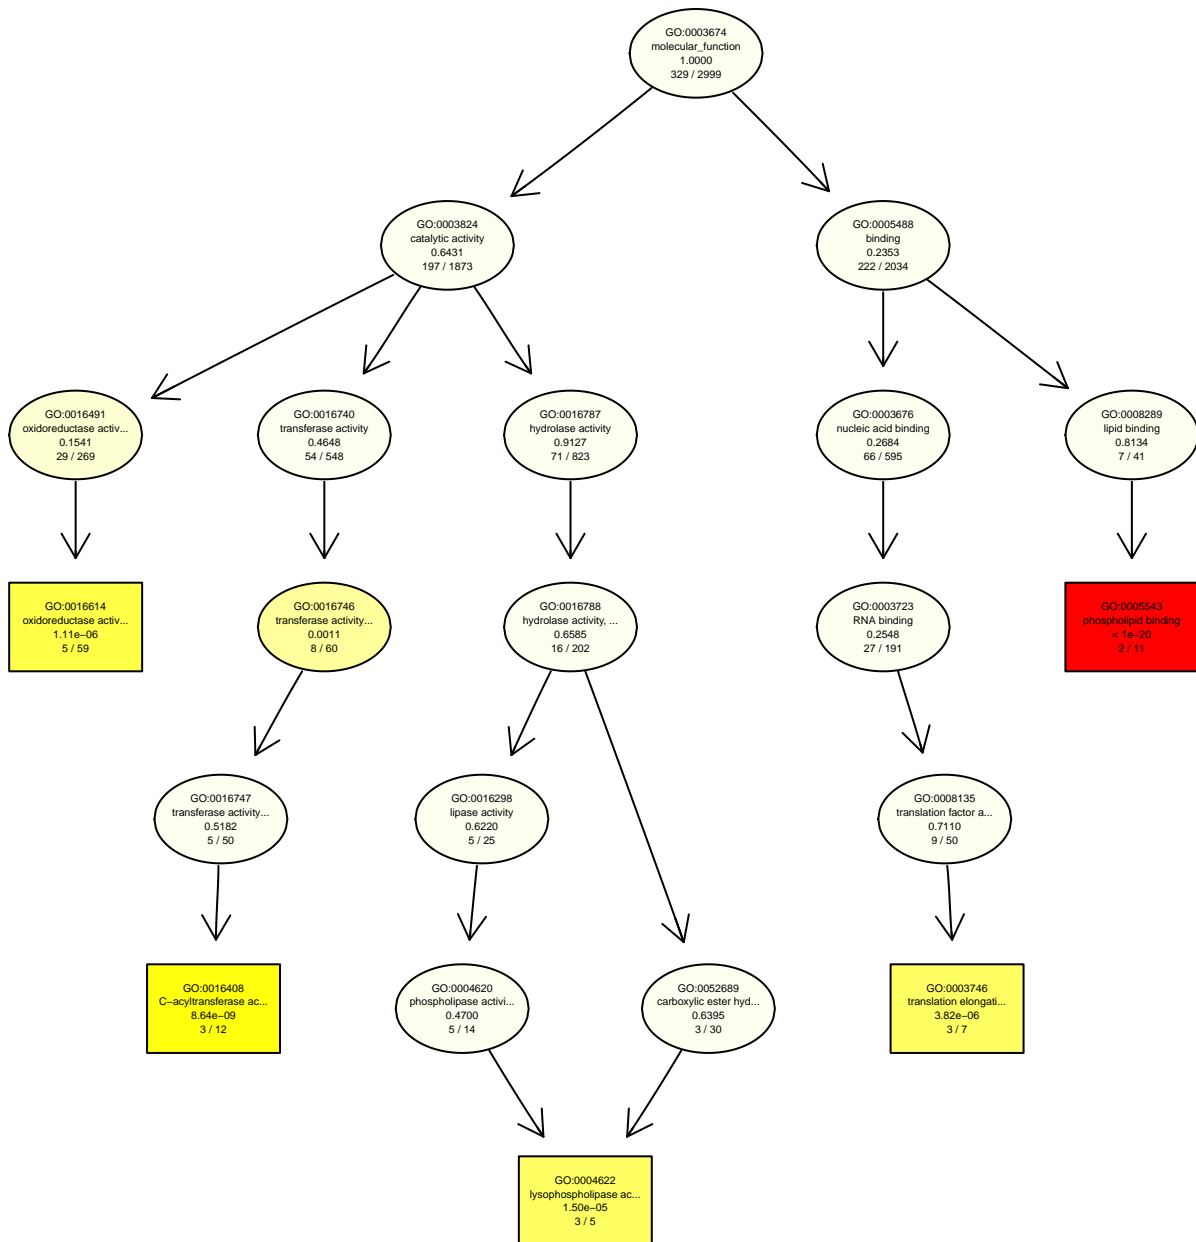 GO:0003674
molecular_function
1.0000
329 / 2999
GO:0003824
catalytic activity
0.6431
197 / 1873
GO:0005488
binding
0.2353
222 / 2034
GO:0016491
oxidoreductase activ...
0.1541
29 / 269
GO:0016740
transferase activity
0.4648
54 / 548
GO:0016787
hydrolase activity
0.9127
71 / 823
GO:0003676
nucleic acid binding
0.2684
66 / 595
GO:0008289
lipid binding
0.8134
7 / 41
GO:0016614
oxidoreductase activ...
1.11e−06
5 / 59
GO:0016746
transferase activity...
0.0011
8 / 60
GO:0016788
hydrolase activity, ...
0.6585
16 / 202
GO:0003723
RNA binding
0.2548
27 / 191
GO:0005543
phospholipid binding
< 1e−20
2 / 11
GO:0016747
transferase activity...
0.5182
5 / 50
GO:0016298
lipase activity
0.6220
5 / 25
GO:0008135
translation factor a...
0.7110
9 / 50
GO:0016408
C−acyltransferase ac...
8.64e−09
3 / 12
GO:0004620
phospholipase activi...
0.4700
5 / 14
GO:0052689
carboxylic ester hyd...
0.6395
3 / 30
GO:0003746
translation elongati...
3.82e−06
3 / 7
GO:0004622
lysophospholipase ac...
1.50e−05
3 / 5